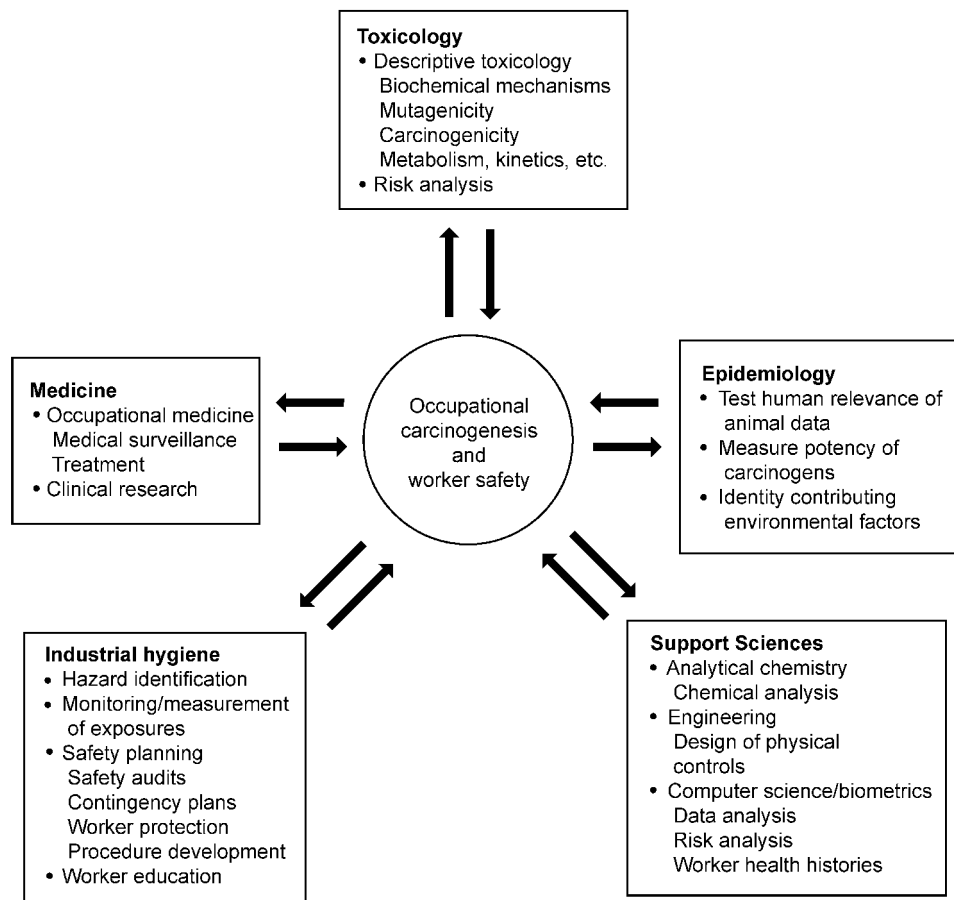 Toxicology
• Descriptive toxicology
Biochemical mechanisms
Mutagenicity
Carcinogenicity
Metabolism, kinetics, etc.
• Risk analysis
Medicine
• Occupational medicine
Medical surveillance
Treatment
• Clinical research
Occupational
carcinogenesis
and
worker safety
Epidemiology
• Test human relevance of
animal data
• Measure potency of
carcinogens
• Identity contributing
environmental factors
Industrial hygiene
• Hazard identification
• Monitoring/measurement
of exposures
• Safety planning
Safety audits
Contingency plans
Worker protection
Procedure development
• Worker education
Support Sciences
• Analytical chemistry
Chemical analysis
• Engineering
Design of physical
controls
• Computer science/biometrics
Data analysis
Risk analysis
Worker health histories